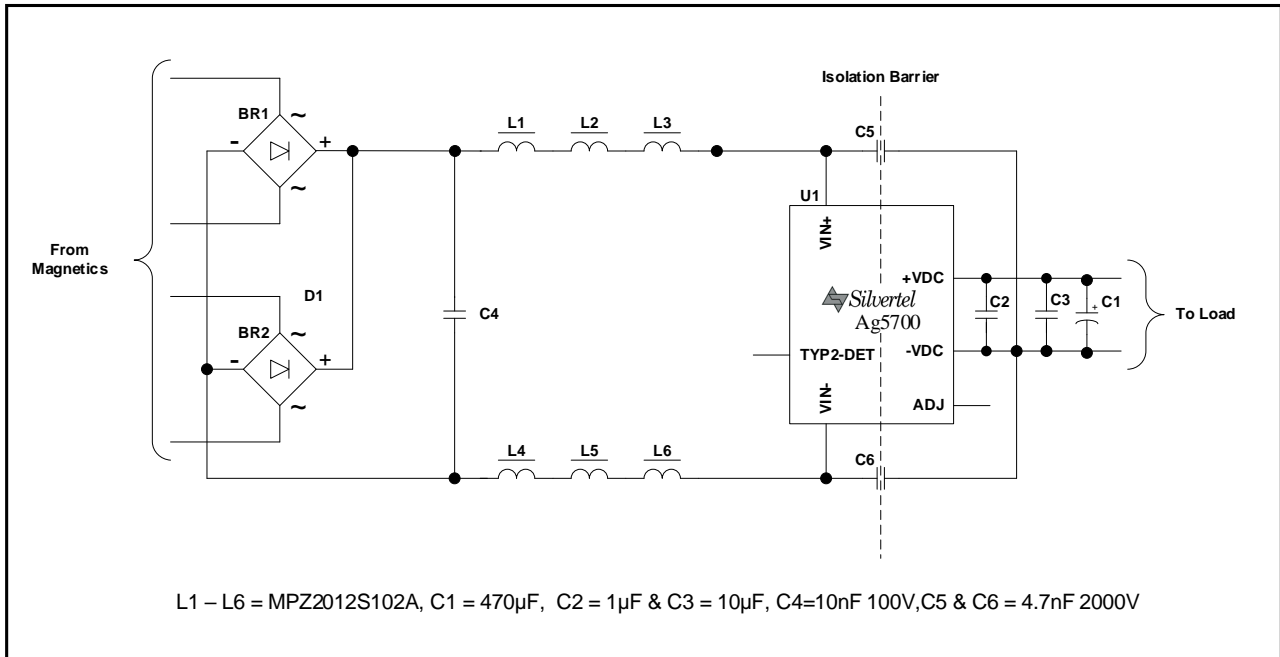 Isolation Barrier
BR1
~
-
+
~
L1
L2
L3
C5
U1
VIN+
From
Magnetics
D1
BR2
~
-
+
~
C4
Silvertel
Ag5700
+VDC
TYP2-DET
-VDC
VIN-
ADJ
C2
C3
+
C1
To Load
L4
L5
L6
C6
L1 – L6 = MPZ2012S102A, C1 = 470µF, C2 = 1µF & C3 = 10µF, C4=10nF 100V,C5 & C6 = 4.7nF 2000V